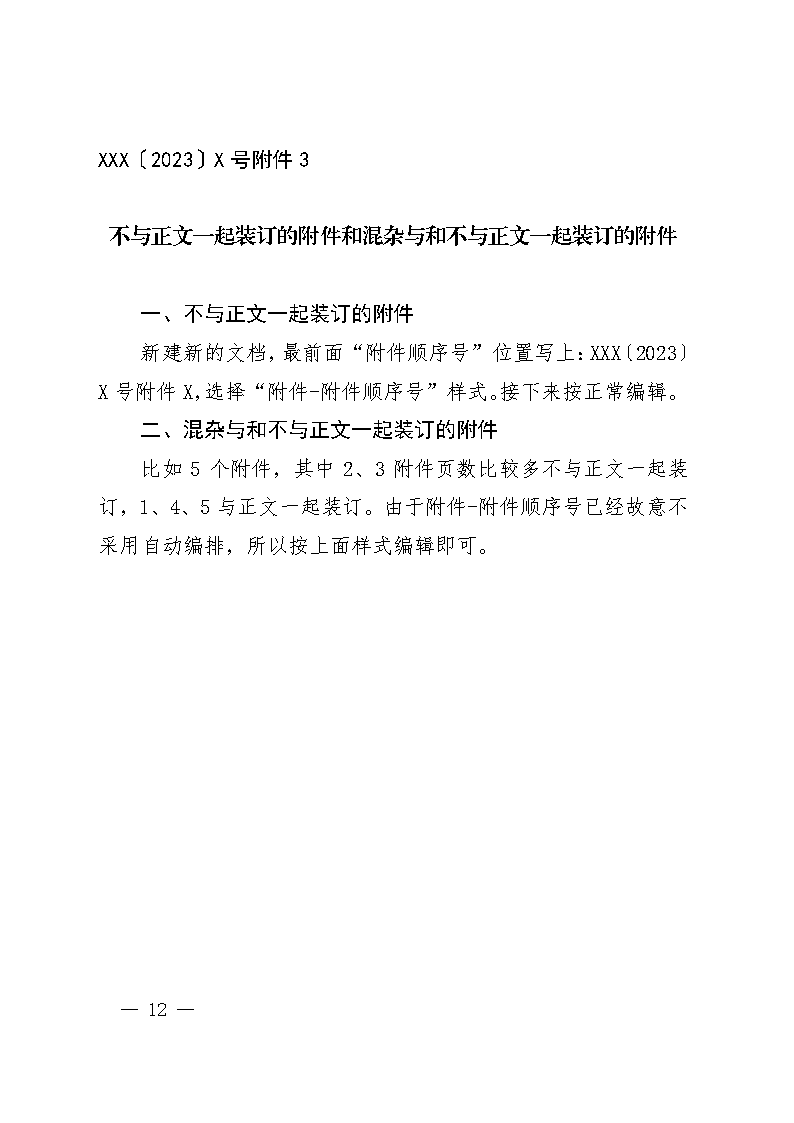 XXX〔2023〕X 号附件 3
不与正文一起装订的附件和混杂与和不与正文一起装订的附件
一、不与正文一起装订的附件
新建新的文档，最前面“附件顺序号”位置写上：XXX〔2023〕
X 号附件 X，选择“附件-附件顺序号”样式。接下来按正常编辑。
二、混杂与和不与正文一起装订的附件
比如 5 个附件，其中 2、3 附件页数比较多不与正文一起装
订，1、4、5 与正文一起装订。由于附件-附件顺序号已经故意不
采用自动编排，所以按上面样式编辑即可。
— 12 —